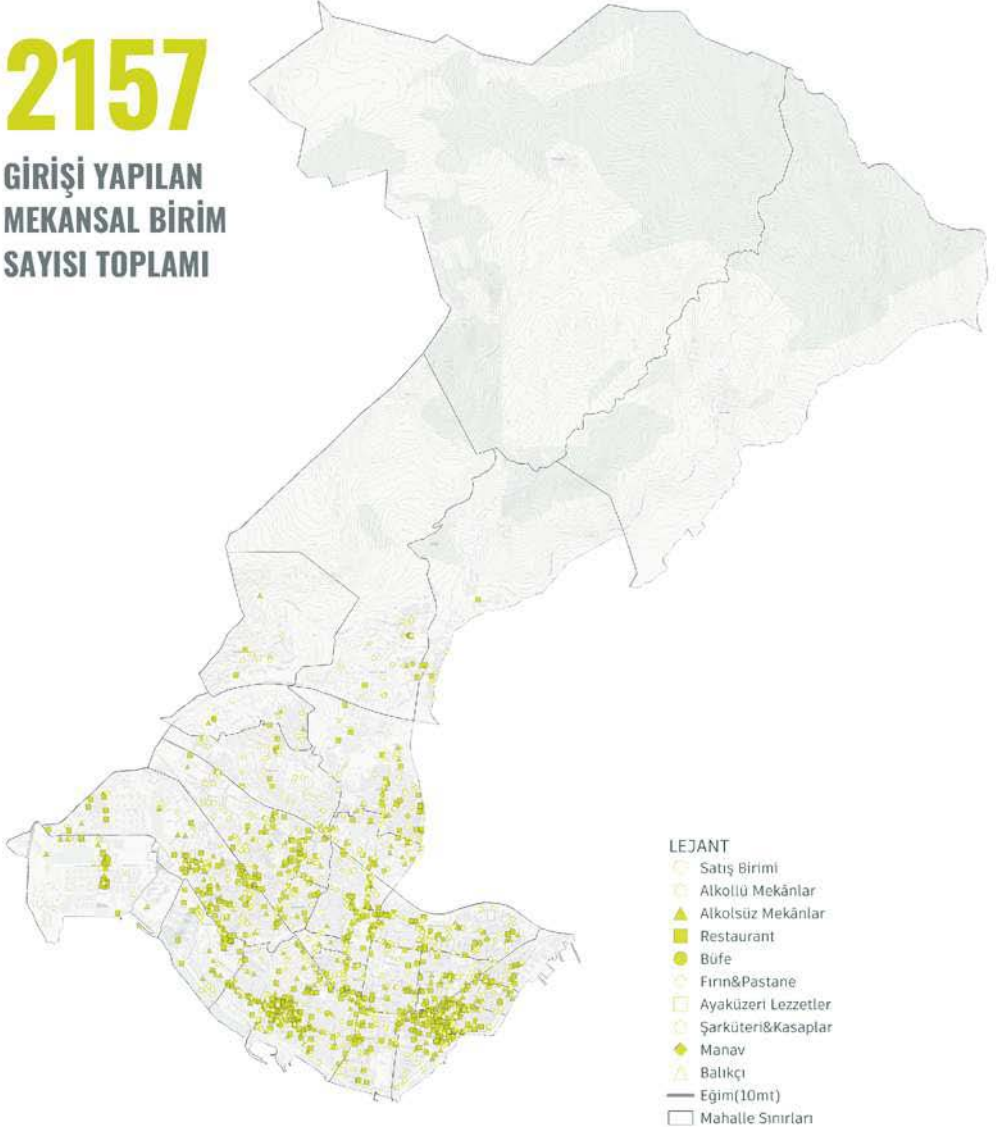 2157
GİRİŞİ YAPILAN
MEKANSAL BİRİM
SAYISI TOPLAMI
LEJANT
Satış Birimi
Alkollü Mekânlar
Alkolsüz Mekânlar
Restaurant
Büfe
Fırın&Pastane
Ayaküzeri Lezzetler
Şarküteri&Kasaplar
Manav
Balıkçı
Eğim(10mt)
Mahalle Sınırları